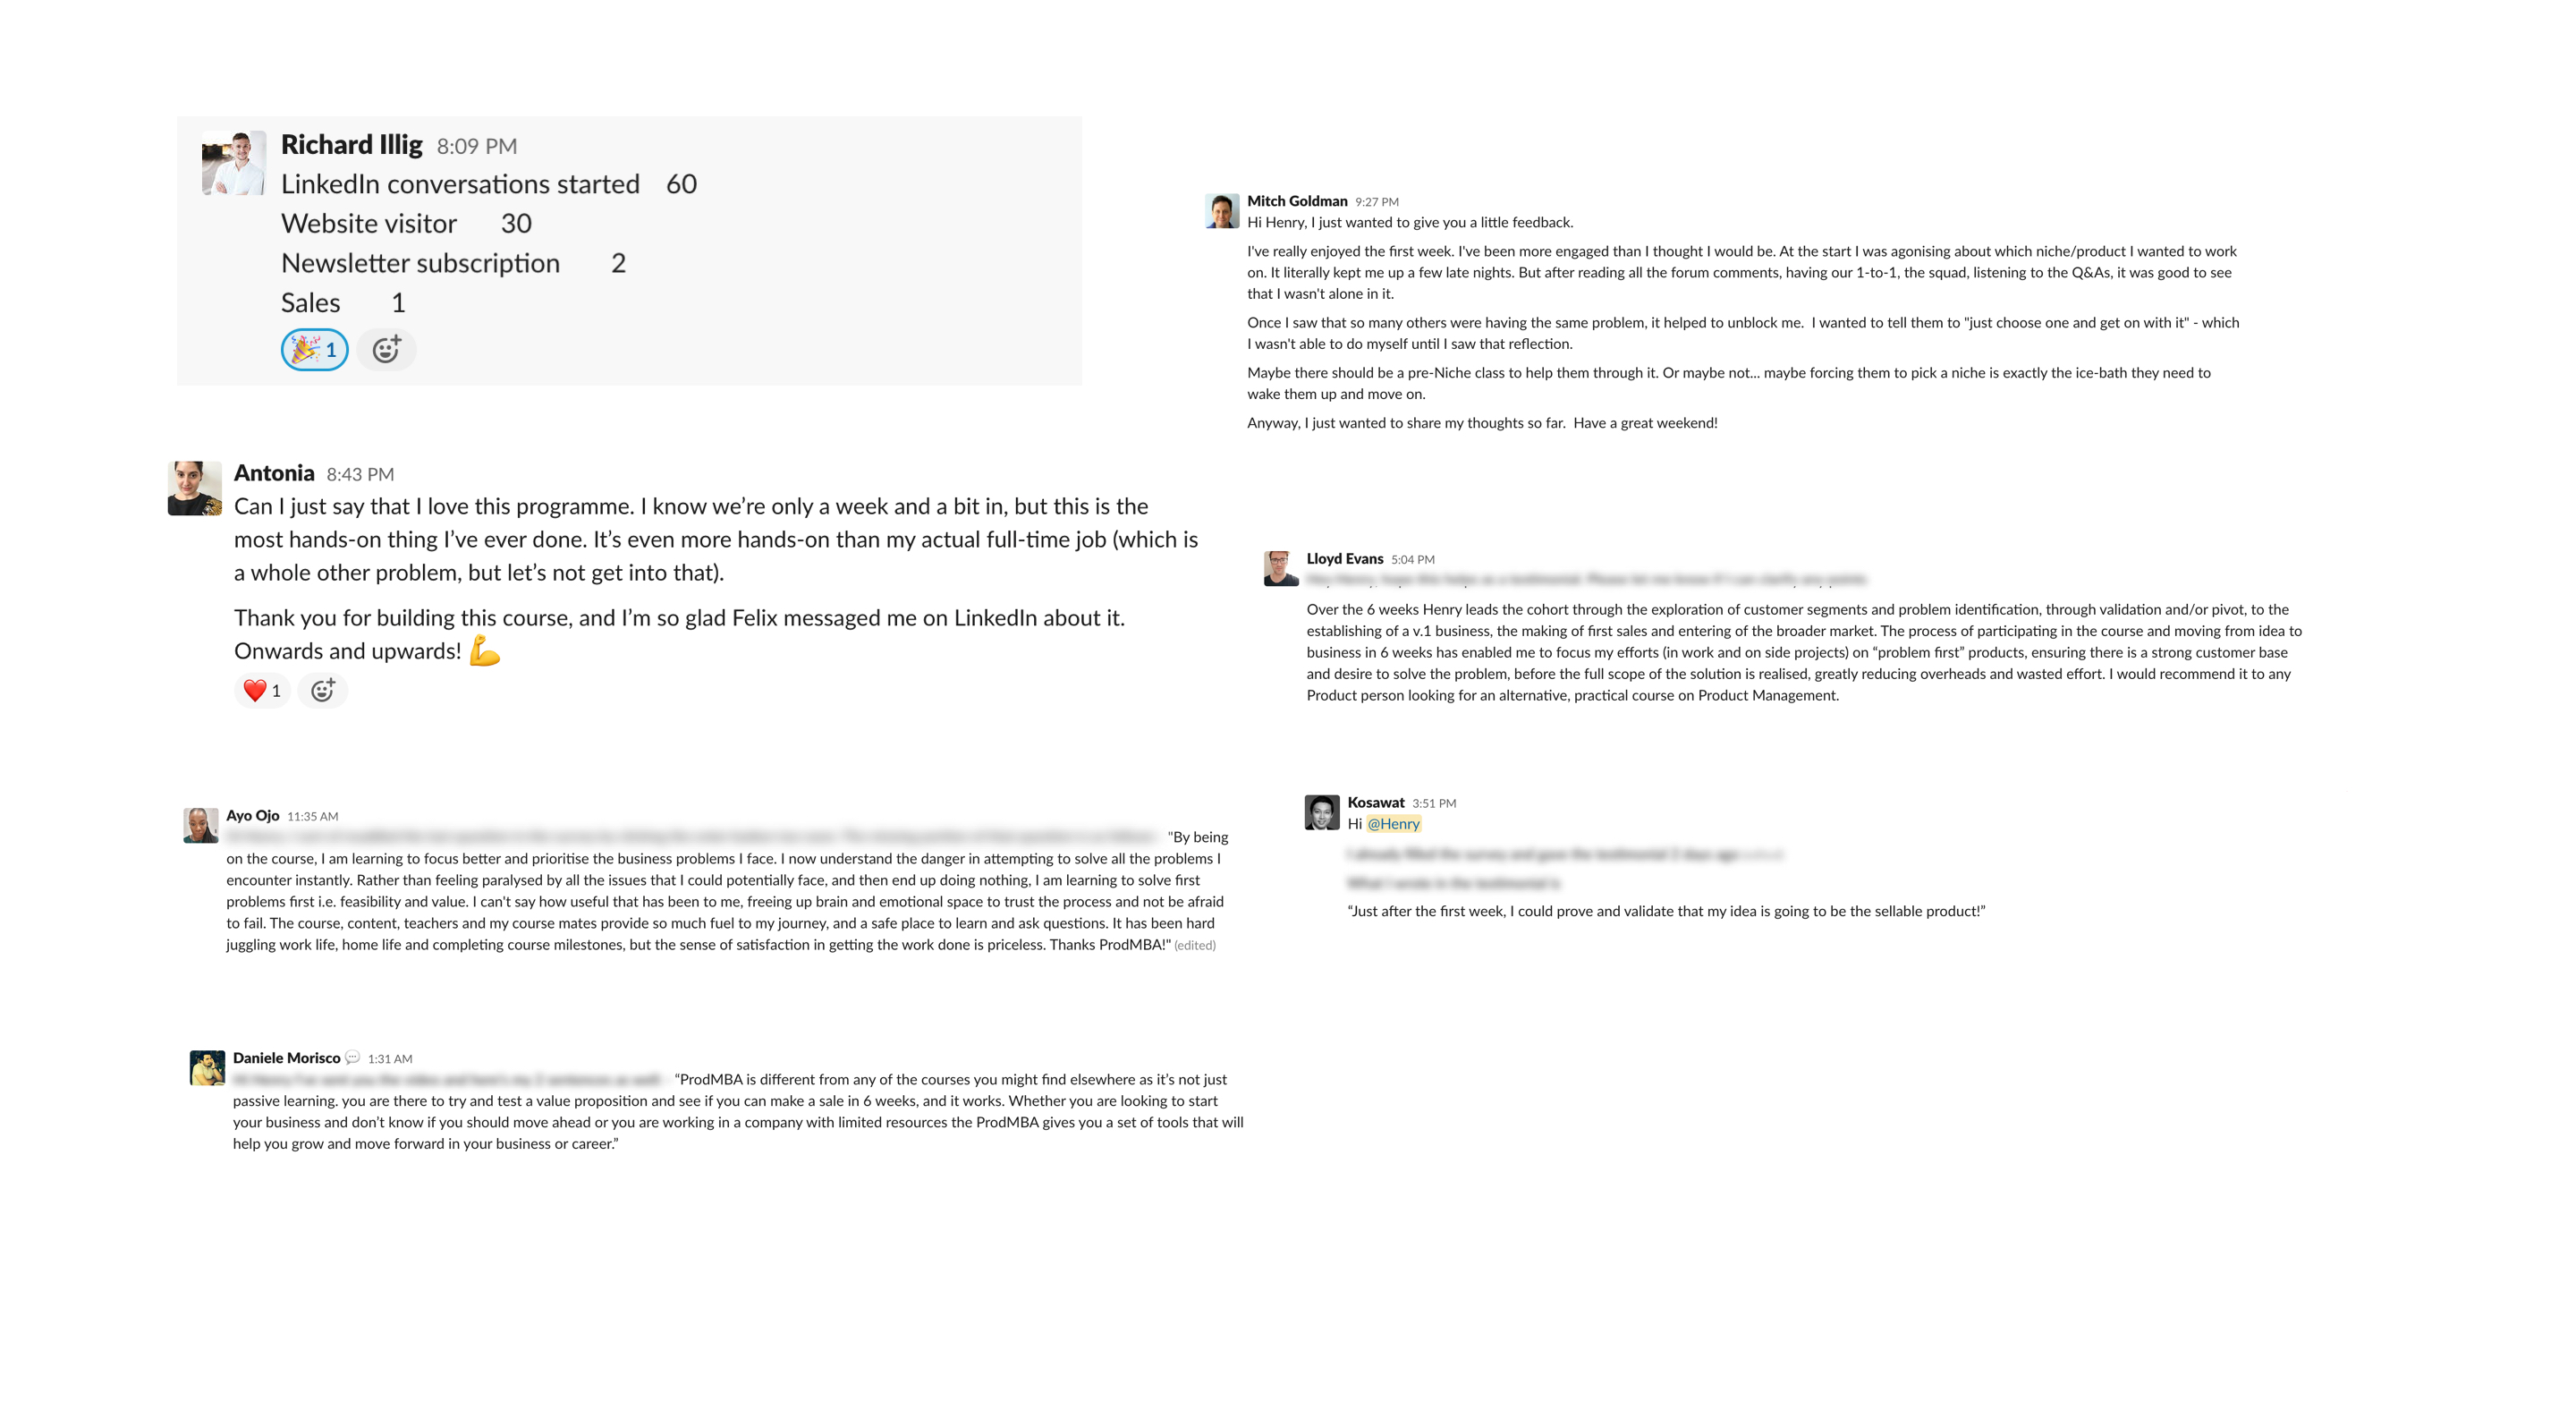 Richard Illig 8:09 PM
LinkedIn conversations started 60
Website visitor 30
Newsletter subscription 2
Sales 1
1
Antonia 8:43 PM
Can I just say that I love this programme. I know we’re only a week and a bit in, but this is the
most hands-on thing I’ve ever done. It’s even more hands-on than my actual full-time job (which is
a whole other problem, but let’s not get into that).
Thank you for building this course, and I’m so glad Felix messaged me on LinkedIn about it.
Onwards and upwards! 💪
❤️ 1
Ayo Ojo 11:35 AM
"By being
on the course, I am learning to focus better and prioritise the business problems I face. I now understand the danger in attempting to solve all the problems I
encounter instantly. Rather than feeling paralysed by all the issues that I could potentially face, and then end up doing nothing, I am learning to solve first
problems first i.e. feasibility and value. I can't say how useful that has been to me, freeing up brain and emotional space to trust the process and not be afraid
to fail. The course, content, teachers and my course mates provide so much fuel to my journey, and a safe place to learn and ask questions. It has been hard
juggling work life, home life and completing course milestones, but the sense of satisfaction in getting the work done is priceless. Thanks ProdMBA!" (edited)
Daniele Morisco 1:31 AM
“ProdMBA is different from any of the courses you might find elsewhere as it’s not just
passive learning. you are there to try and test a value proposition and see if you can make a sale in 6 weeks, and it works. Whether you are looking to start
your business and don’t know if you should move ahead or you are working in a company with limited resources the ProdMBA gives you a set of tools that will
help you grow and move forward in your business or career.”
Mitch Goldman 9:27 PM
Hi Henry, I just wanted to give you a little feedback.
I've really enjoyed the first week. I've been more engaged than I thought I would be. At the start I was agonising about which niche/product I wanted to work
on. It literally kept me up a few late nights. But after reading all the forum comments, having our 1-to-1, the squad, listening to the Q&As, it was good to see
that I wasn't alone in it.
Once I saw that so many others were having the same problem, it helped to unblock me. I wanted to tell them to "just choose one and get on with it" - which
I wasn't able to do myself until I saw that reflection.
Maybe there should be a pre-Niche class to help them through it. Or maybe not... maybe forcing them to pick a niche is exactly the ice-bath they need to
wake them up and move on.
Anyway, I just wanted to share my thoughts so far. Have a great weekend!
Lloyd Evans 5:04 PM
Over the 6 weeks Henry leads the cohort through the exploration of customer segments and problem identification, through validation and/or pivot, to the
establishing of a v.1 business, the making of first sales and entering of the broader market. The process of participating in the course and moving from idea to
business in 6 weeks has enabled me to focus my efforts (in work and on side projects) on “problem first” products, ensuring there is a strong customer base
and desire to solve the problem, before the full scope of the solution is realised, greatly reducing overheads and wasted effort. I would recommend it to any
Product person looking for an alternative, practical course on Product Management.
Kosawat 3:51 PM
Hi @Henry
“Just after the first week, I could prove and validate that my idea is going to be the sellable product!”